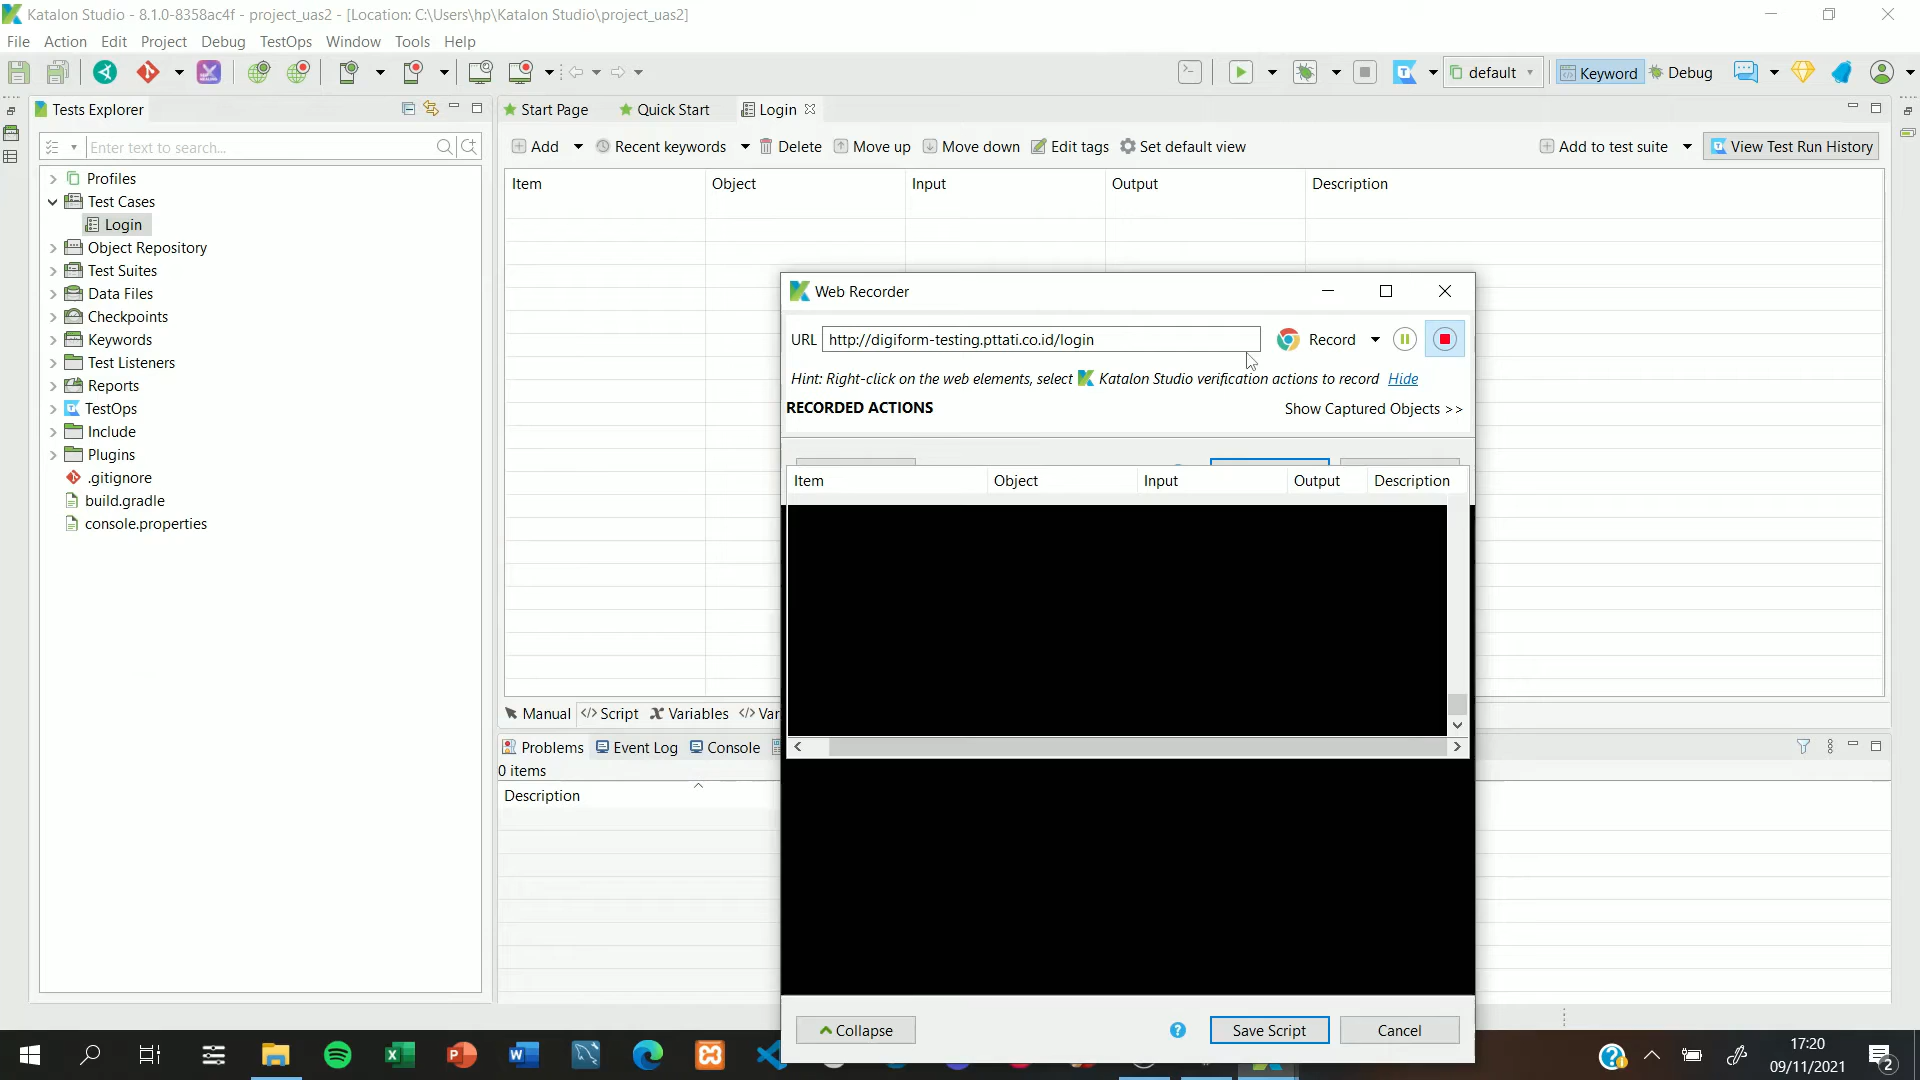 Katalon Studio - 8.1.0-8358ac4f - project_uas2 - [Location: C:\Users\hp\Katalon Studio\project_uas2]
File Action Edit Project Debug TestOps Window Tools Help
default Keyword Debug
Tests Explorer
Enter text to search...
Profiles
Test Cases
Login
Object Repository
Test Suites
Data Files
Checkpoints
Keywords
Test Listeners
Reports
TestOps
Include
Plugins
.gitignore
build.gradle
console.properties
Start Page Quick Start Login
Add Recent keywords Delete Move up Move down Edit tags Set default view Add to test suite View Test Run History
Item Object Input Output Description
Web Recorder
URL http://digiform-testing.pttati.co.id/login Record
Hint: Right-click on the web elements, select Katalon Studio verification actions to record Hide
RECORDED ACTIONS Show Captured Objects >>
Item Object Input Output Description
Collapse Save Script Cancel
Manual </> Script Variables </> Var
Problems Event Log Console
0 items
Description
17:20
09/11/2021
2